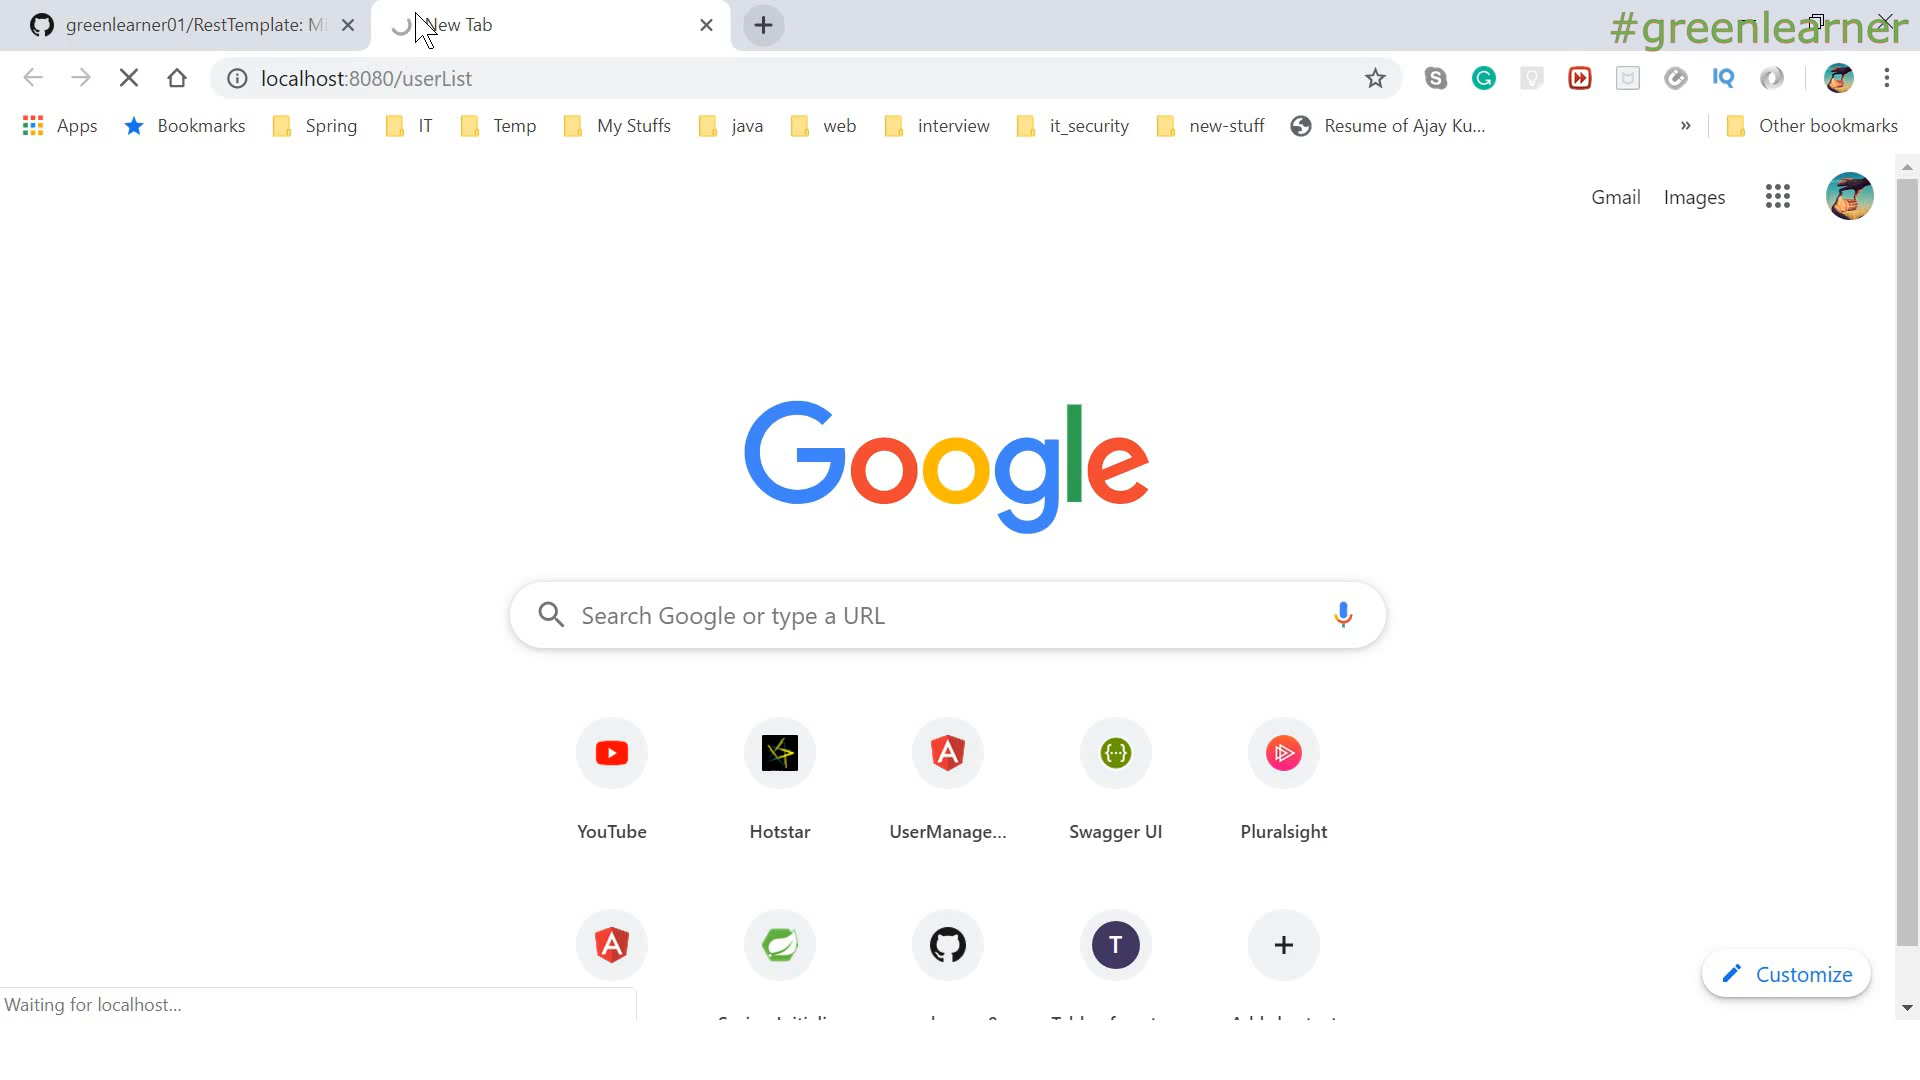 greenlearner01/RestTemplate: Mi
New Tab
#greenlearner
localhost:8080/userList
IQ
Apps
Bookmarks
Spring
IT
Temp
My Stuffs
java
web
interview
it_security
new-stuff
Resume of Ajay Ku...
»
Other bookmarks
Gmail
Images
Google
Search Google or type a URL
YouTube
Hotstar
UserManage...
Swagger UI
Pluralsight
T
Customize
Waiting for localhost...